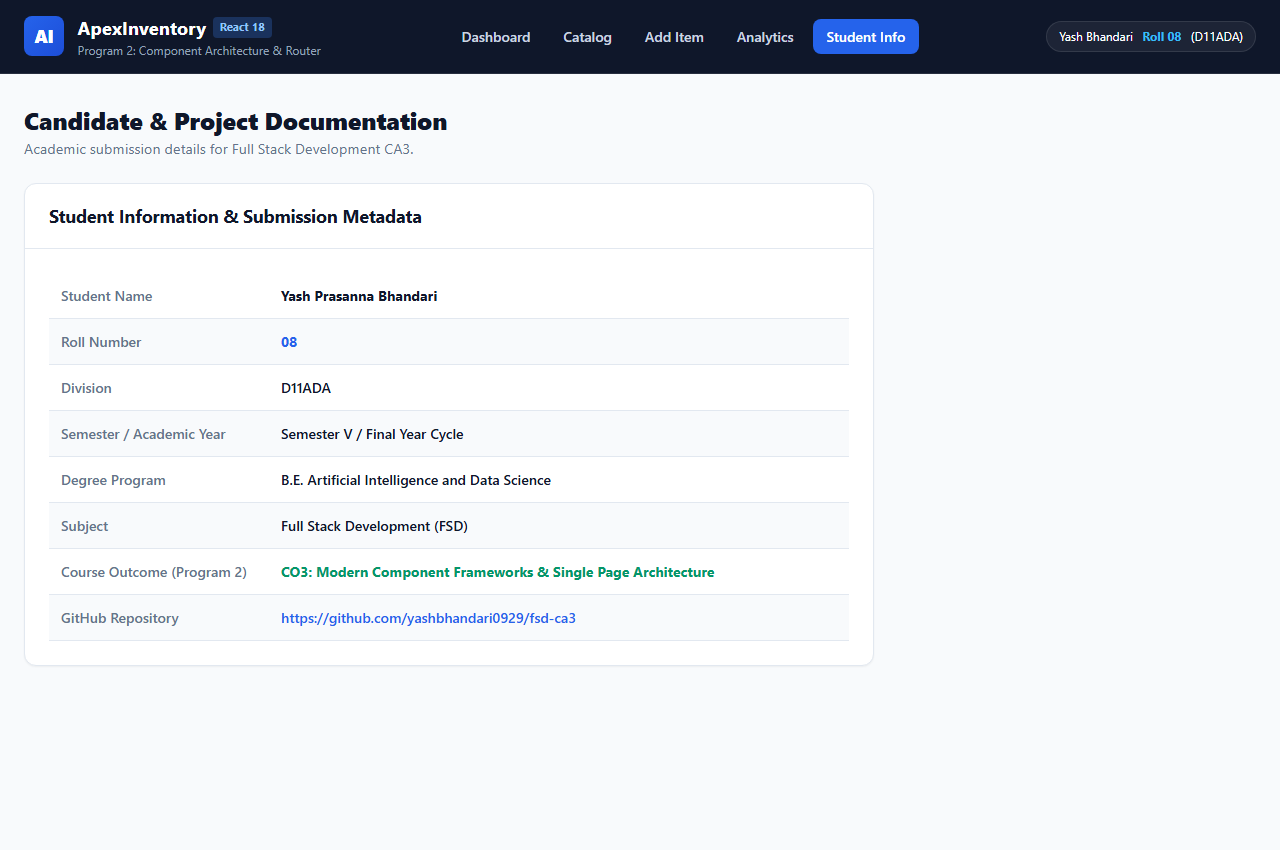 AI
ApexInventory React 18
Program 2: Component Architecture & Router
Dashboard Catalog Add Item Analytics Student Info
Yash Bhandari Roll 08 (D11ADA)
Candidate & Project Documentation
Academic submission details for Full Stack Development CA3.
Student Information & Submission Metadata
Student Name Yash Prasanna Bhandari
Roll Number 08
Division D11ADA
Semester / Academic Year Semester V / Final Year Cycle
Degree Program B.E. Artificial Intelligence and Data Science
Subject Full Stack Development (FSD)
Course Outcome (Program 2) CO3: Modern Component Frameworks & Single Page Architecture
GitHub Repository https://github.com/yashbhandari0929/fsd-ca3